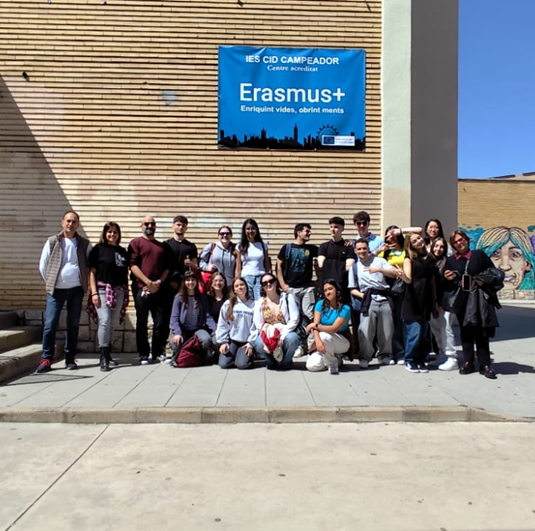 IES CID CAMPEADOR
Centre acreditat
Erasmus+
Enriquint vides, obrint ments